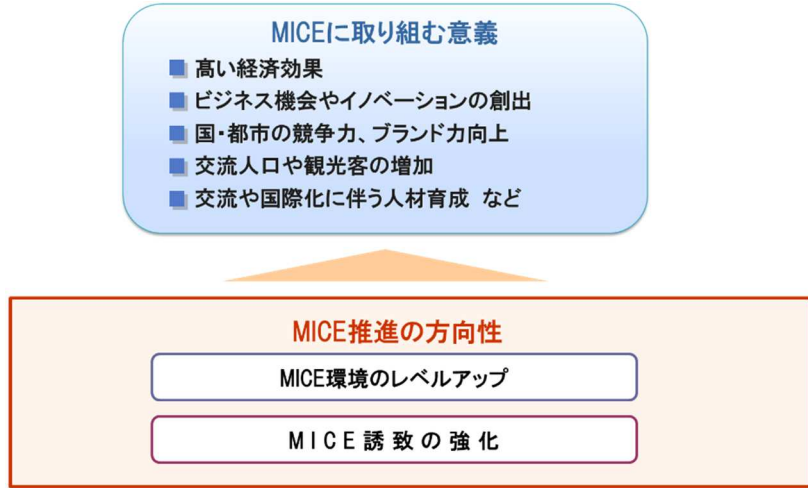 MICEに取り組む意義
高い経済効果
ビジネス機会やイノベーションの創出
国・都市の競争力、ブランド力向上
交流人口や観光客の増加
交流や国際化に伴う人材育成 など
MICE推進の方向性
MICE環境のレベルアップ
MICE誘致の強化